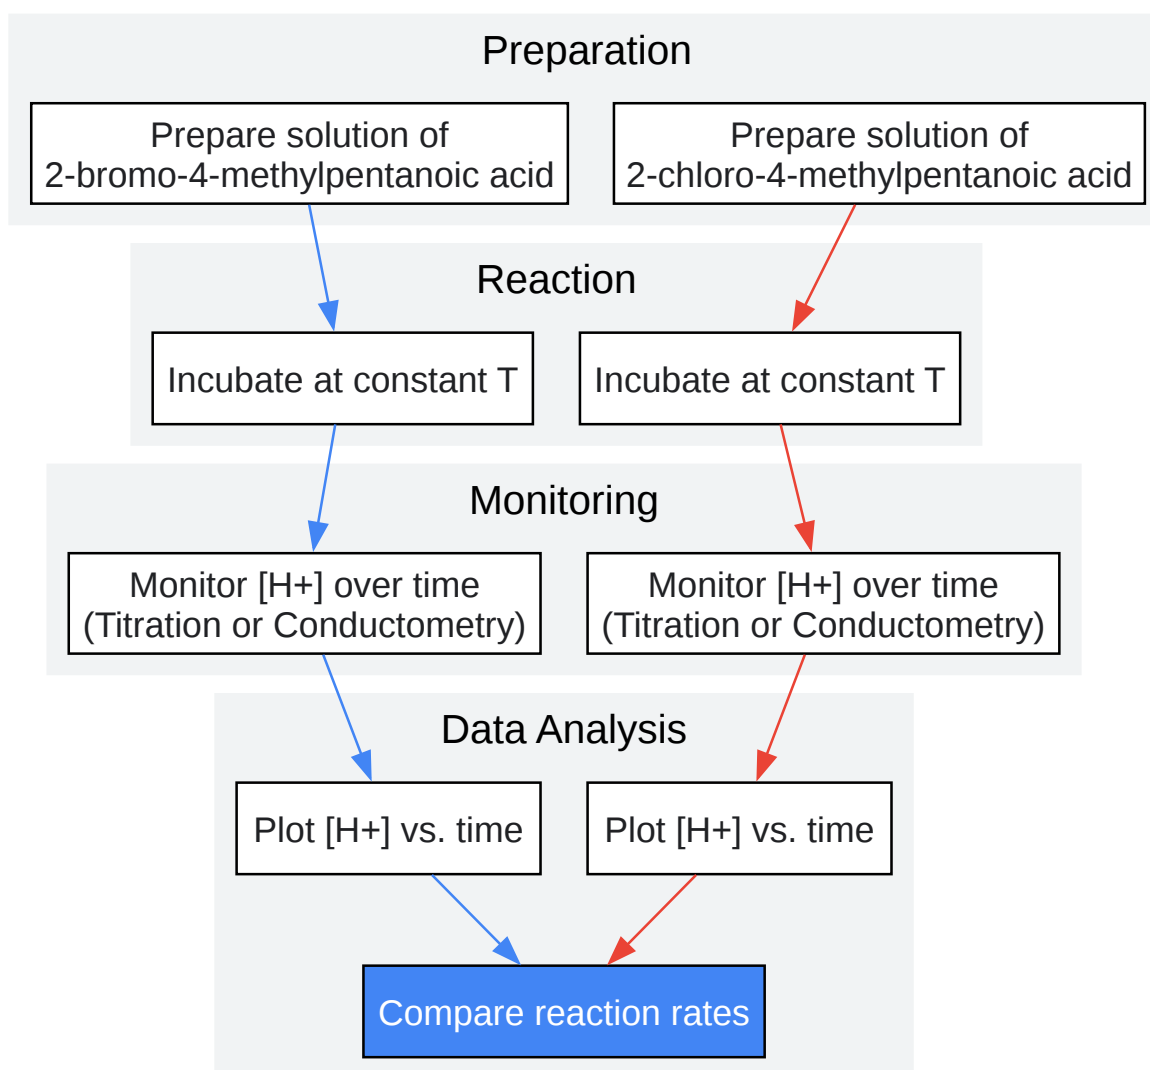 Preparation
Prepare solution of
2-bromo-4-methylpentanoic acid
Prepare solution of
2-chloro-4-methylpentanoic acid
Reaction
Incubate at constant T
Incubate at constant T
Monitoring
Monitor [H+] over time
(Titration or Conductometry)
Monitor [H+] over time
(Titration or Conductometry)
Data Analysis
Plot [H+] vs. time
Plot [H+] vs. time
Compare reaction rates